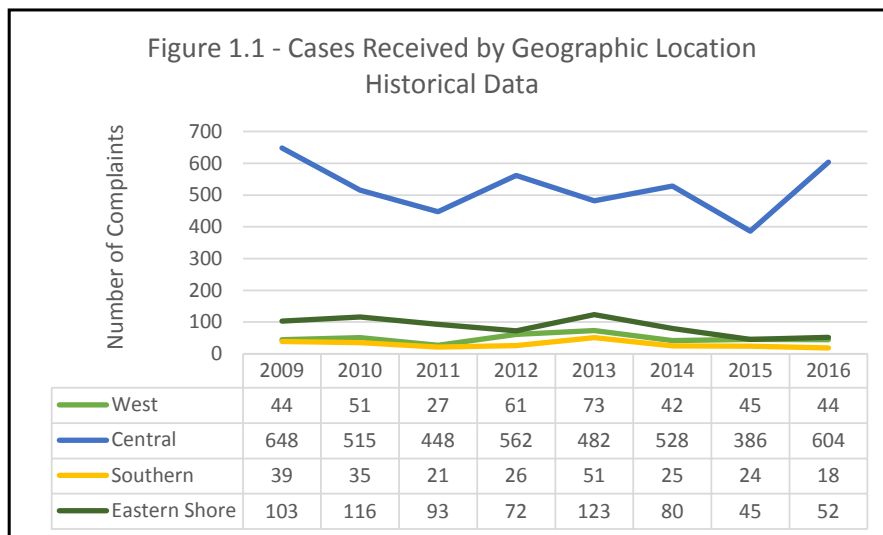 Figure 1.1 - Cases Received by Geographic Location
Historical Data
Number of Complaints
700
600
500
400
300
200
100
0
2009 2010 2011 2012 2013 2014 2015 2016
West 44 51 27 61 73 42 45 44
Central 648 515 448 562 482 528 386 604
Southern 39 35 21 26 51 25 24 18
Eastern Shore 103 116 93 72 123 80 45 52